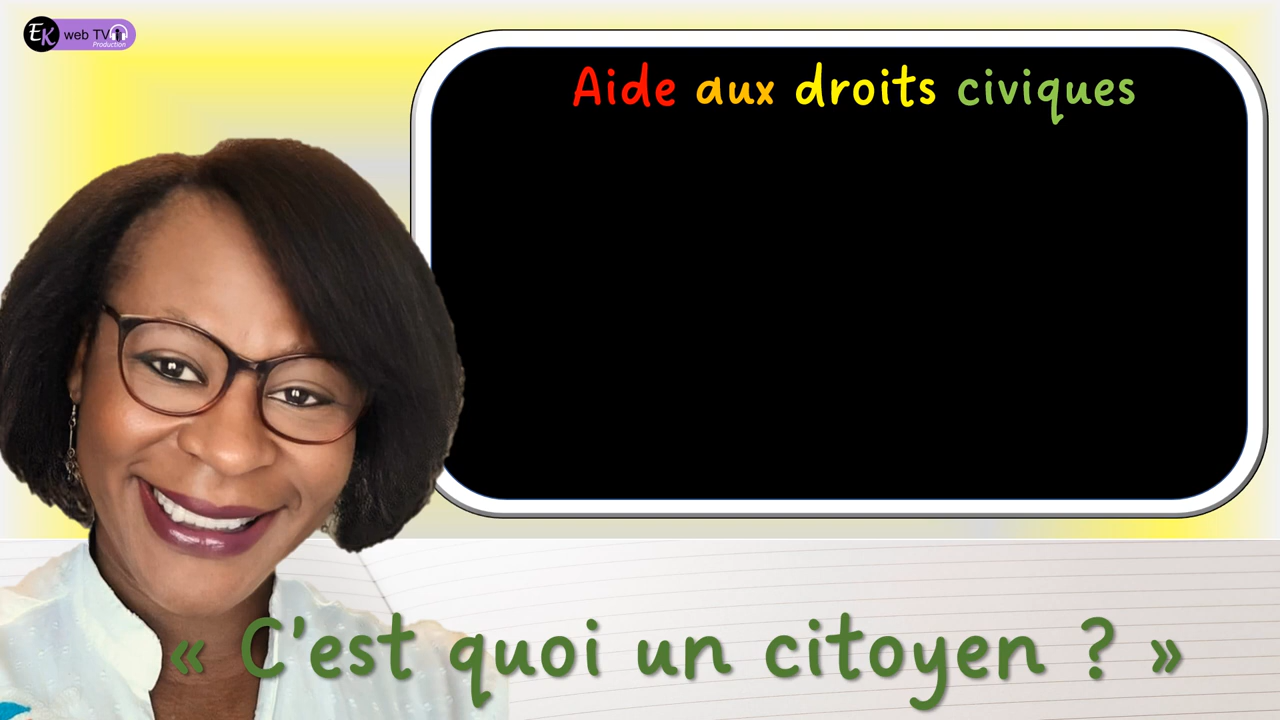 EK web TV
Production
Aide aux droits civiques
« C'est quoi un citoyen ? »